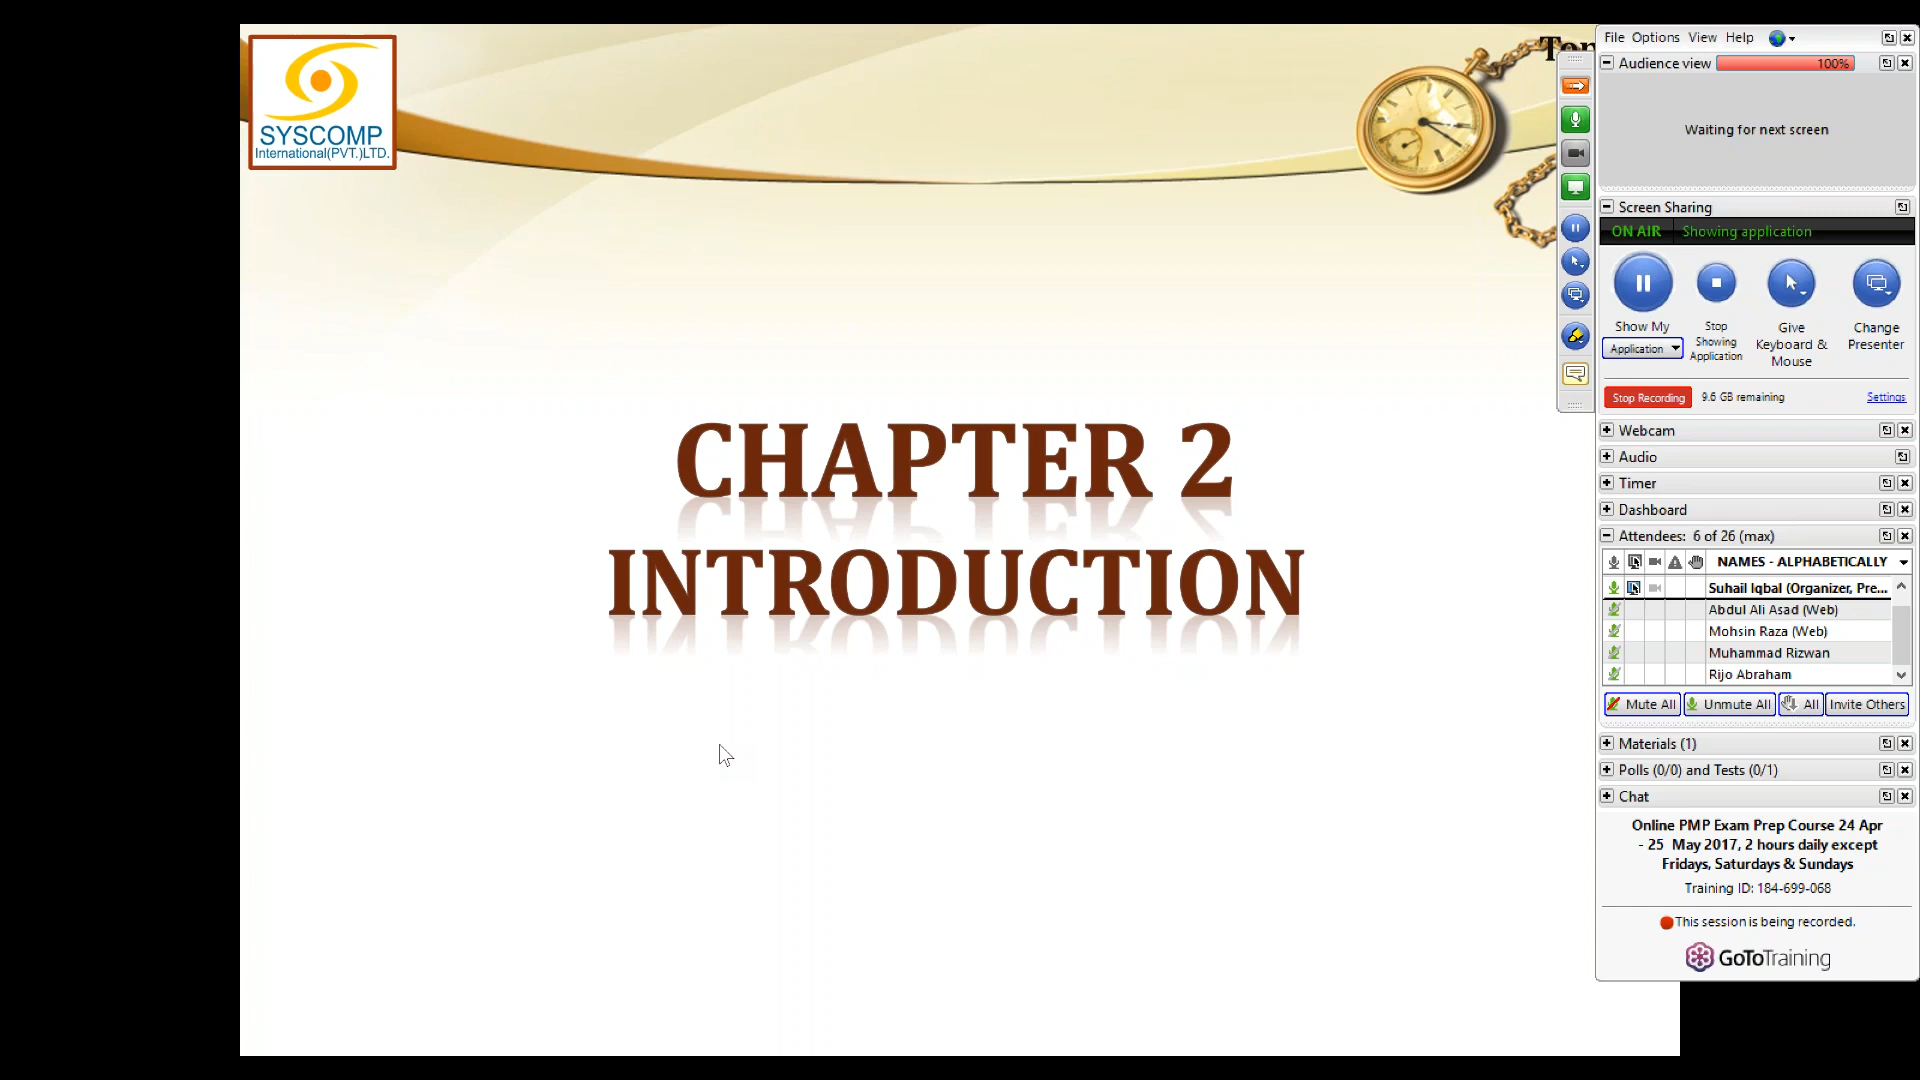 SYSCOMP
International(PVT.)LTD.
CHAPTER 2
INTRODUCTION
File Options View Help
Audience view 100%
Waiting for next screen
Screen Sharing
ON AIR Showing application
Show My
Application
Stop
Showing
Application
Give
Keyboard &
Mouse
Change
Presenter
Stop Recording 9.6 GB remaining Settings
Webcam
Audio
Timer
Dashboard
Attendees: 6 of 26 (max)
NAMES - ALPHABETICALLY
Suhail Iqbal (Organizer, Pre...
Abdul Ali Asad (Web)
Mohsin Raza (Web)
Muhammad Rizwan
Rijo Abraham
Mute All Unmute All All Invite Others
Materials (1)
Polls (0/0) and Tests (0/1)
Chat
Online PMP Exam Prep Course 24 Apr
- 25 May 2017, 2 hours daily except
Fridays, Saturdays & Sundays
Training ID: 184-699-068
This session is being recorded.
GoToTraining